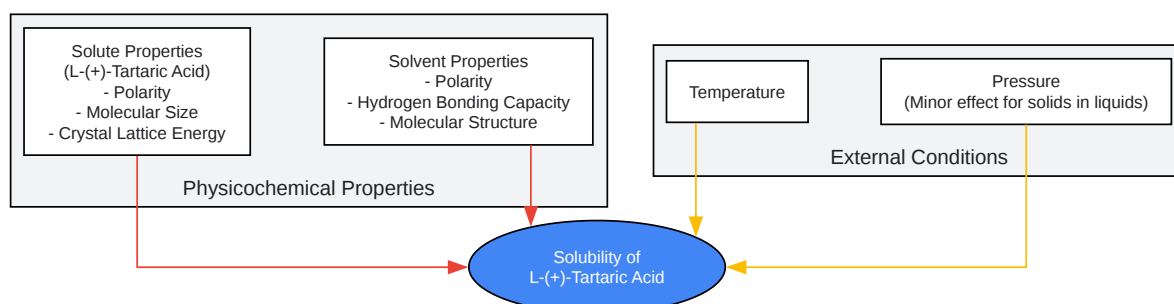 Solute Properties
(L-(+)-Tartaric Acid)
- Polarity
- Molecular Size
- Crystal Lattice Energy
Solvent Properties
- Polarity
- Hydrogen Bonding Capacity
- Molecular Structure
Physicochemical Properties
Temperature
Pressure
(Minor effect for solids in liquids)
External Conditions
Solubility of
L-(+)-Tartaric Acid